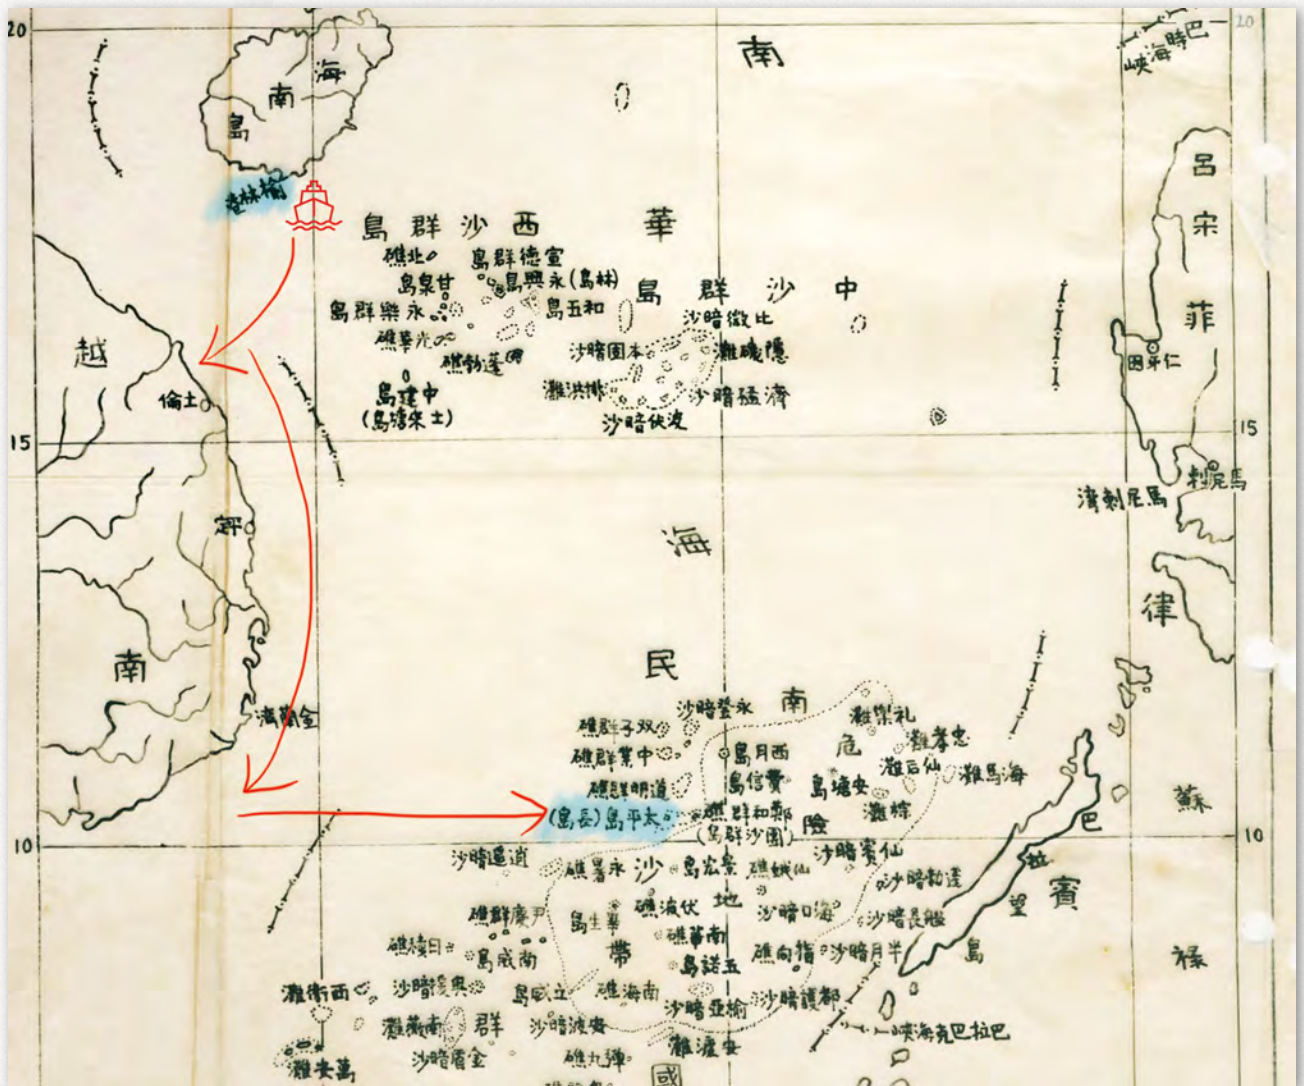 20
20
海南島
南
巴時海峽
榆林港
呂宋
西沙群島
華
北礁
宣德群島
甘泉島
(林島)永興島
中沙群島
永樂群島
和五島
比微暗沙
菲
華光礁
越
蓬勃礁
本固暗沙
隱磯灘
仁牙因
土倫
中建島
(土來塘島)
排洪灘
濟猛暗沙
波伏暗沙
15
15
馬尼剌
馬尼剌灣
海
律
民
南
金蘭灣
永登暗沙
南
禮樂灘
双子群礁
忠孝灘
中業群礁
西月島
危
仙后灘
海馬灘
道明群礁
費信島
安塘島
蘇
太平島(長島)
鄭和群礁
(團沙群島)
棕灘
險
巴
10
10
逍遙暗沙
永暑礁
沙
景宏島
仙娥礁
仙賓暗沙
拉
蓬勃暗沙
賓
望
伏波礁
地
海口暗沙
尹慶群礁
畢生島
艦長暗沙
南華礁
日積礁
南威島
帶
五諾島
指向礁
半月暗沙
島
祿
西衛灘
奧援暗沙
立威島
南海礁
榆亞暗沙
都護暗沙
南薇灘
群
安波暗沙
巴拉巴克海峽
萬安灘
金盾暗沙
彈丸礁
安渡灘
國